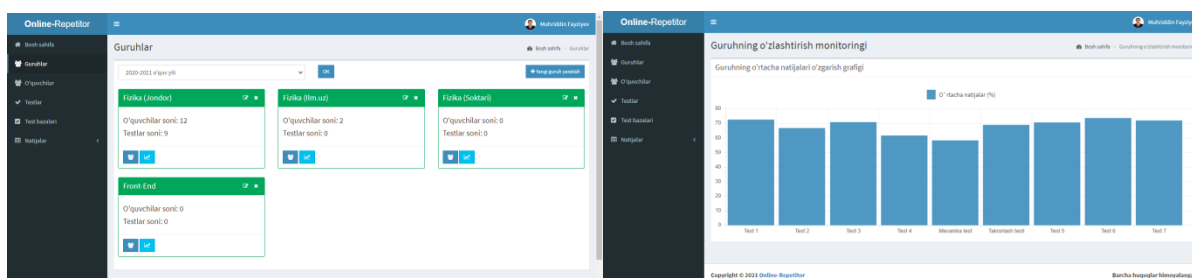 Online-Repetitor
Muhriddin Fayziyev
Bosh sahifa
Guruhlar
O'quvchilar
Testlar
Test bazalari
Natijalar
Guruhlar
Bosh sahifa > Guruhlar
2020-2021 o'quv yili
OK
+Yangi guruh yaratish
Fizika (Jondor)
O'quvchilar soni: 12
Testlar soni: 9
Fizika (Ilm.uz)
O'quvchilar soni: 2
Testlar soni: 0
Fizika (Soktari)
O'quvchilar soni: 0
Testlar soni: 0
Front-End
O'quvchilar soni: 0
Testlar soni: 0
Online-Repetitor
Muhriddin Fayziyev
Bosh sahifa
Guruhlar
O'quvchilar
Testlar
Test bazalari
Natijalar
Guruhning o'zlashtirish monitoringi
Bosh sahifa > Guruhning o'zlashtirish monitoringi
Guruhning o'rtacha natijalari o'zgarish grafigi
O`rtacha natijalar (%)
80
70
60
50
40
30
20
10
0
Test 1 Test 2 Test 3 Test 4 Mexanika test Takrorlash testi Test 5 Test 6 Test 7
Copyright © 2021 Online-Repetitor
Barcha huquqlar himoyalangan